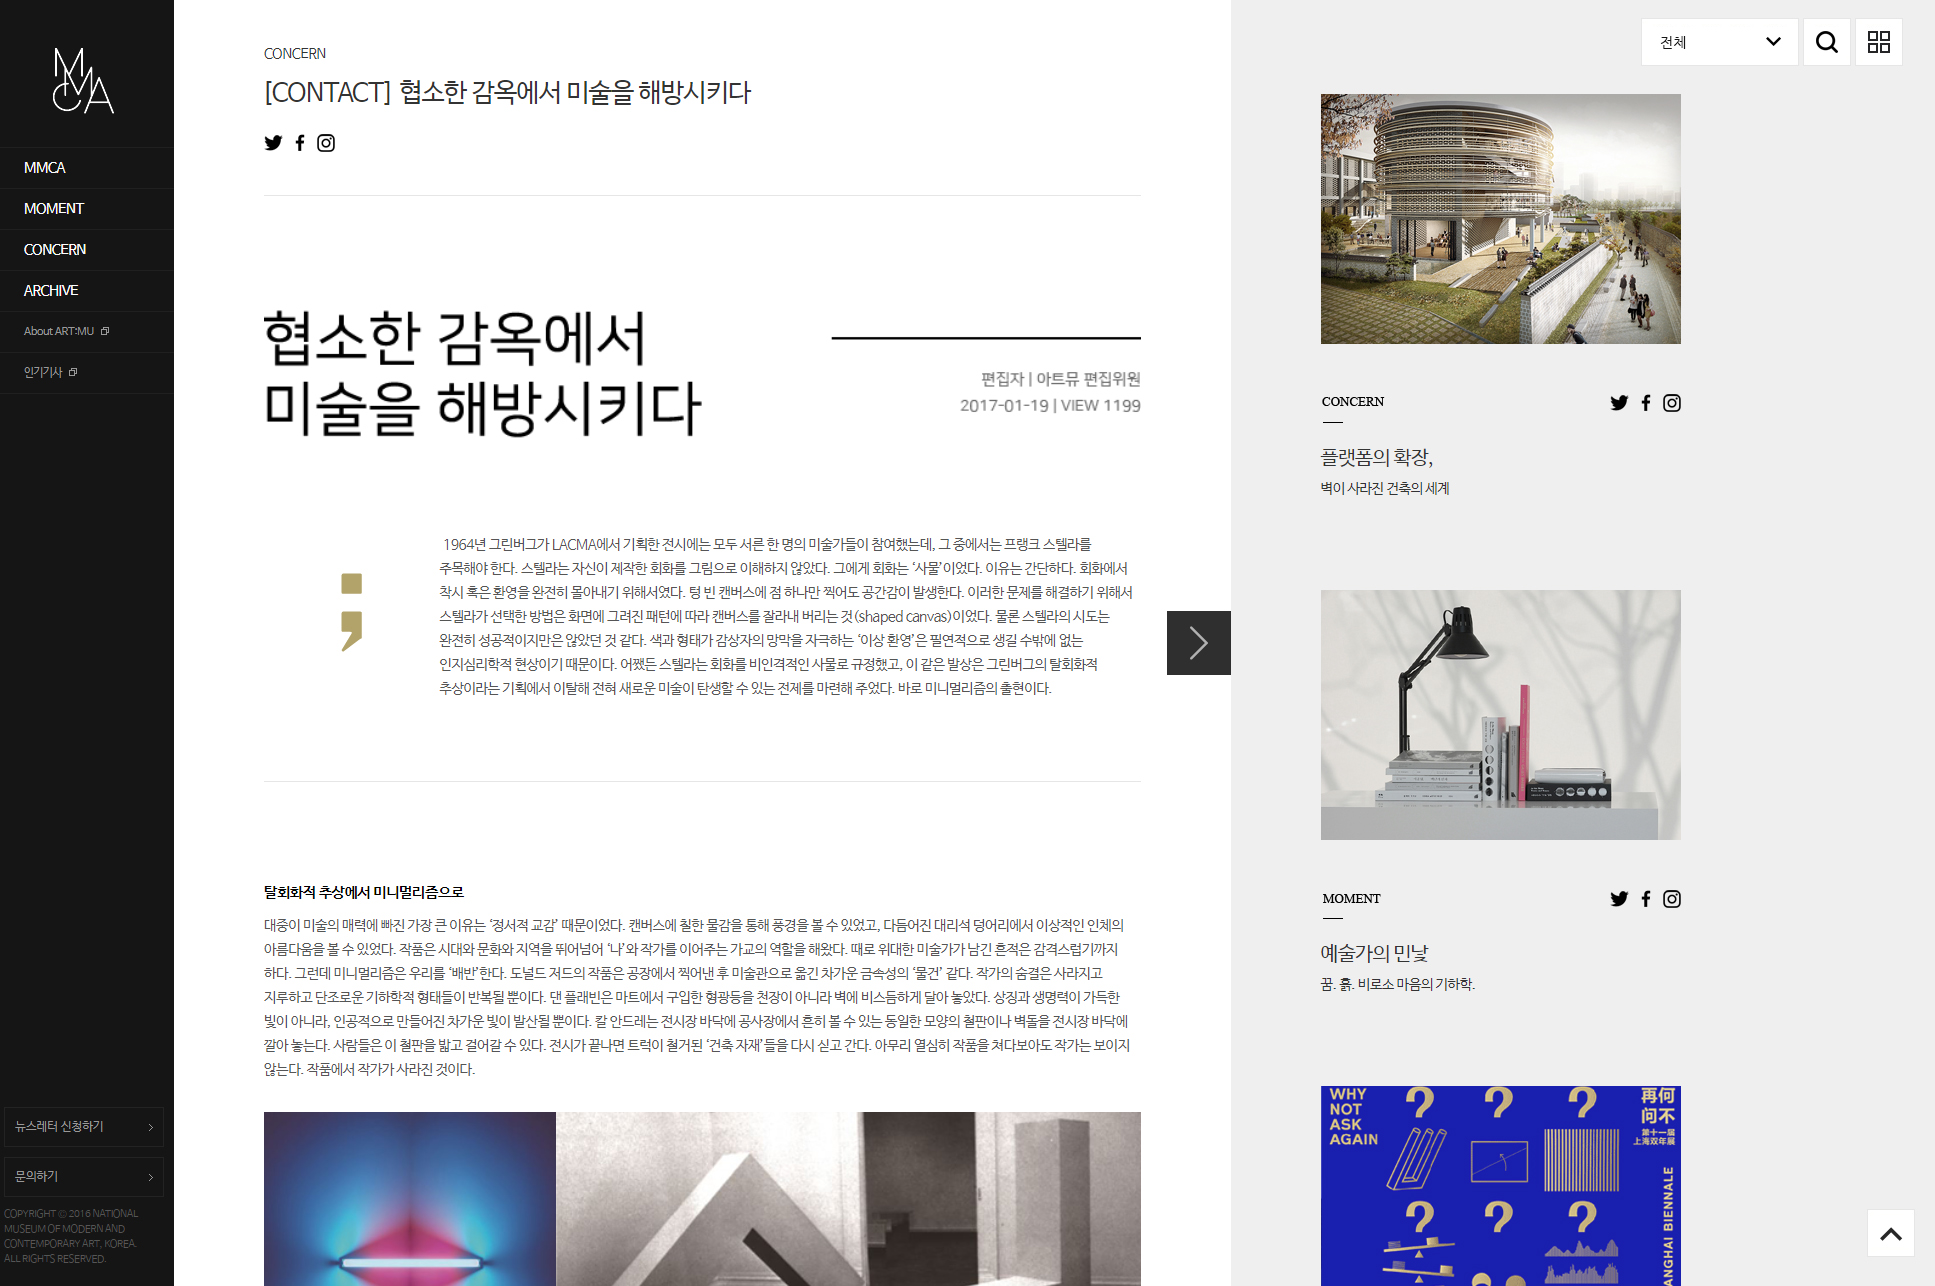 MMCA
MMCA
MOMENT
CONCERN
ARCHIVE
About ART:MU
인기기사
뉴스레터 신청하기
문의하기
COPYRIGHT © 2016 NATIONAL
MUSEUM OF MODERN AND
CONTEMPORARY ART, KOREA.
ALL RIGHTS RESERVED.
CONCERN
[CONTACT] 협소한 감옥에서 미술을 해방시키다
협소한 감옥에서
미술을 해방시키다
편집자 | 아트뮤 편집위원
2017-01-19 | VIEW 1199
1964년 그린버그가 LACMA에서 기획한 전시에는 모두 서른 한 명의 미술가들이 참여했는데, 그 중에서는 프랭크 스텔라를
주목해야 한다. 스텔라는 자신이 제작한 회화를 그림으로 이해하지 않았다. 그에게 회화는 ‘사물’이었다. 이유는 간단하다. 회화에서
착시 혹은 환영을 완전히 몰아내기 위해서였다. 텅 빈 캔버스에 점 하나만 찍어도 공간감이 발생한다. 이러한 문제를 해결하기 위해서
스텔라가 선택한 방법은 화면에 그려진 패턴에 따라 캔버스를 잘라내 버리는 것(shaped canvas)이었다. 물론 스텔라의 시도는
완전히 성공적이지만은 않았던 것 같다. 색과 형태가 감상자의 망막을 자극하는 ‘이상 환영’은 필연적으로 생길 수밖에 없는
인지심리학적 현상이기 때문이다. 어쨌든 스텔라는 회화를 비인격적인 사물로 규정했고, 이 같은 발상은 그린버그의 탈회화적
추상이라는 기획에서 이탈해 전혀 새로운 미술이 탄생할 수 있는 전제를 마련해 주었다. 바로 미니멀리즘의 출현이다.
탈회화적 추상에서 미니멀리즘으로
대중이 미술의 매력에 빠진 가장 큰 이유는 ‘정서적 교감’ 때문이었다. 캔버스에 칠한 물감을 통해 풍경을 볼 수 있었고, 다듬어진 대리석 덩어리에서 이상적인 인체의
아름다움을 볼 수 있었다. 작품은 시대와 문화와 지역을 뛰어넘어 ‘나’와 작가를 이어주는 가교의 역할을 해왔다. 때로 위대한 미술가가 남긴 흔적은 감격스럽기까지
하다. 그런데 미니멀리즘은 우리를 ‘배반’한다. 도널드 저드의 작품은 공장에서 찍어낸 후 미술관으로 옮긴 차가운 금속성의 ‘물건’ 같다. 작가의 숨결은 사라지고
지루하고 단조로운 기하학적 형태들이 반복될 뿐이다. 댄 플래빈은 마트에서 구입한 형광등을 천장이 아니라 벽에 비스듬하게 달아 놓았다. 상징과 생명력이 가득한
빛이 아니라, 인공적으로 만들어진 차가운 빛이 발산될 뿐이다. 칼 안드레는 전시장 바닥에 공사장에서 흔히 볼 수 있는 동일한 모양의 철판이나 벽돌을 전시장 바닥에
깔아 놓는다. 사람들은 이 철판을 밟고 걸어갈 수 있다. 전시가 끝나면 트럭이 철거된 ‘건축 자재’들을 다시 싣고 간다. 아무리 열심히 작품을 쳐다보아도 작가는 보이지
않는다. 작품에서 작가가 사라진 것이다.
전체
CONCERN
플랫폼의 확장,
벽이 사라진 건축의 세계
MOMENT
예술가의 민낯
꿈. 흙. 비로소 마음의 기하학.
WHY
NOT
ASK
AGAIN
? ? ?
再何
问不
第十一届
上海双年展
? ? ?
ANGHAI BIENNALE